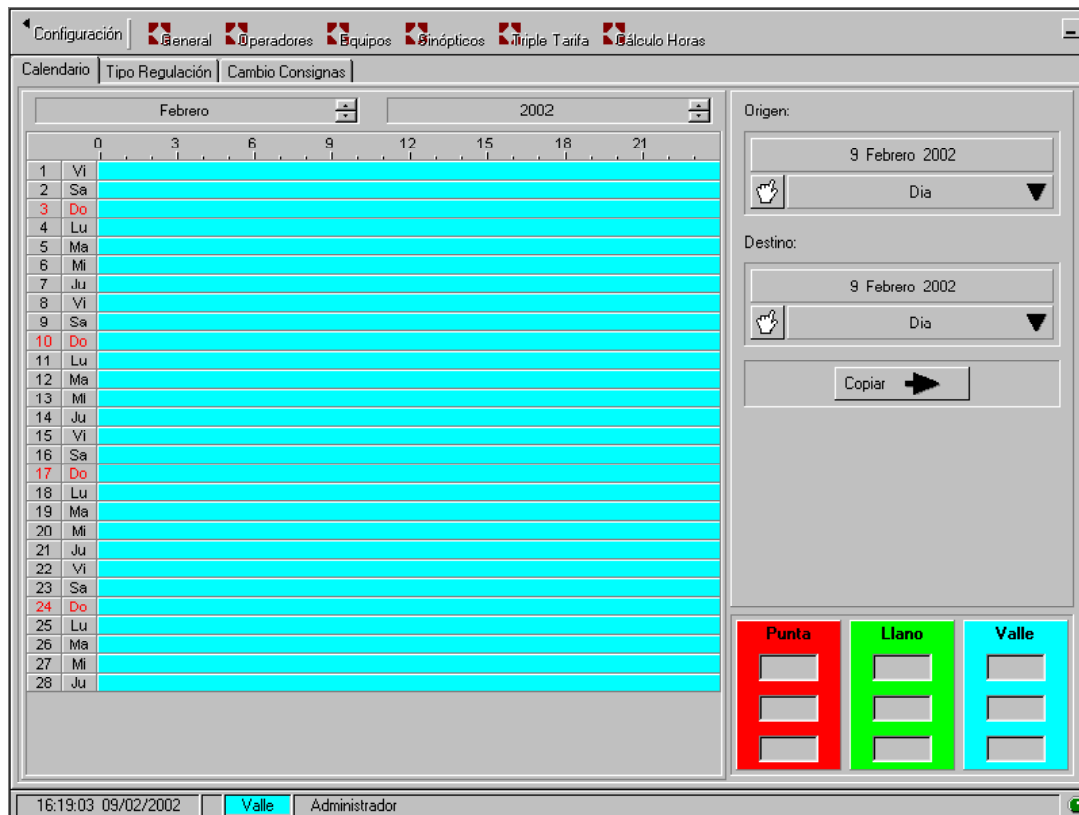 Configuración General Operadores Equipos Sinópticos Triple Tarifa Cálculo Horas
Calendario Tipo Regulación Cambio Consignas
Febrero 2002
0 3 6 9 12 15 18 21
1 Vi
2 Sa
3 Do
4 Lu
5 Ma
6 Mi
7 Ju
8 Vi
9 Sa
10 Do
11 Lu
12 Ma
13 Mi
14 Ju
15 Vi
16 Sa
17 Do
18 Lu
19 Ma
20 Mi
21 Ju
22 Vi
23 Sa
24 Do
25 Lu
26 Ma
27 Mi
28 Ju
Origen:
9 Febrero 2002
Dia
Destino:
9 Febrero 2002
Dia
Copiar
Punta Llano Valle
16:19:03 09/02/2002 Valle Administrador